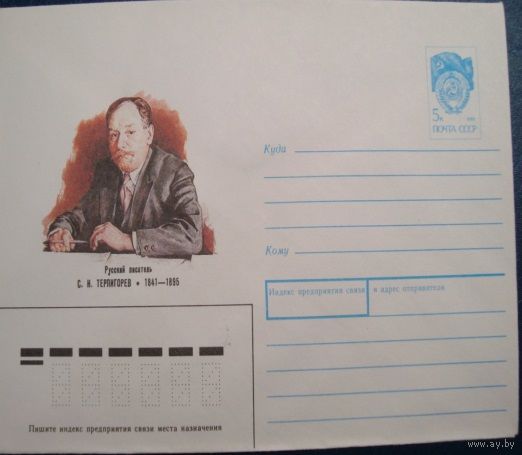 5к
ПОЧТА СССР
Куда
Кому
Русский писатель
С. Н. ТЕРПИГОРЕВ • 1841—1895
Индекс предприятия связи и адрес отправителя
Пишите индекс предприятия связи места назначения
www.ay.by